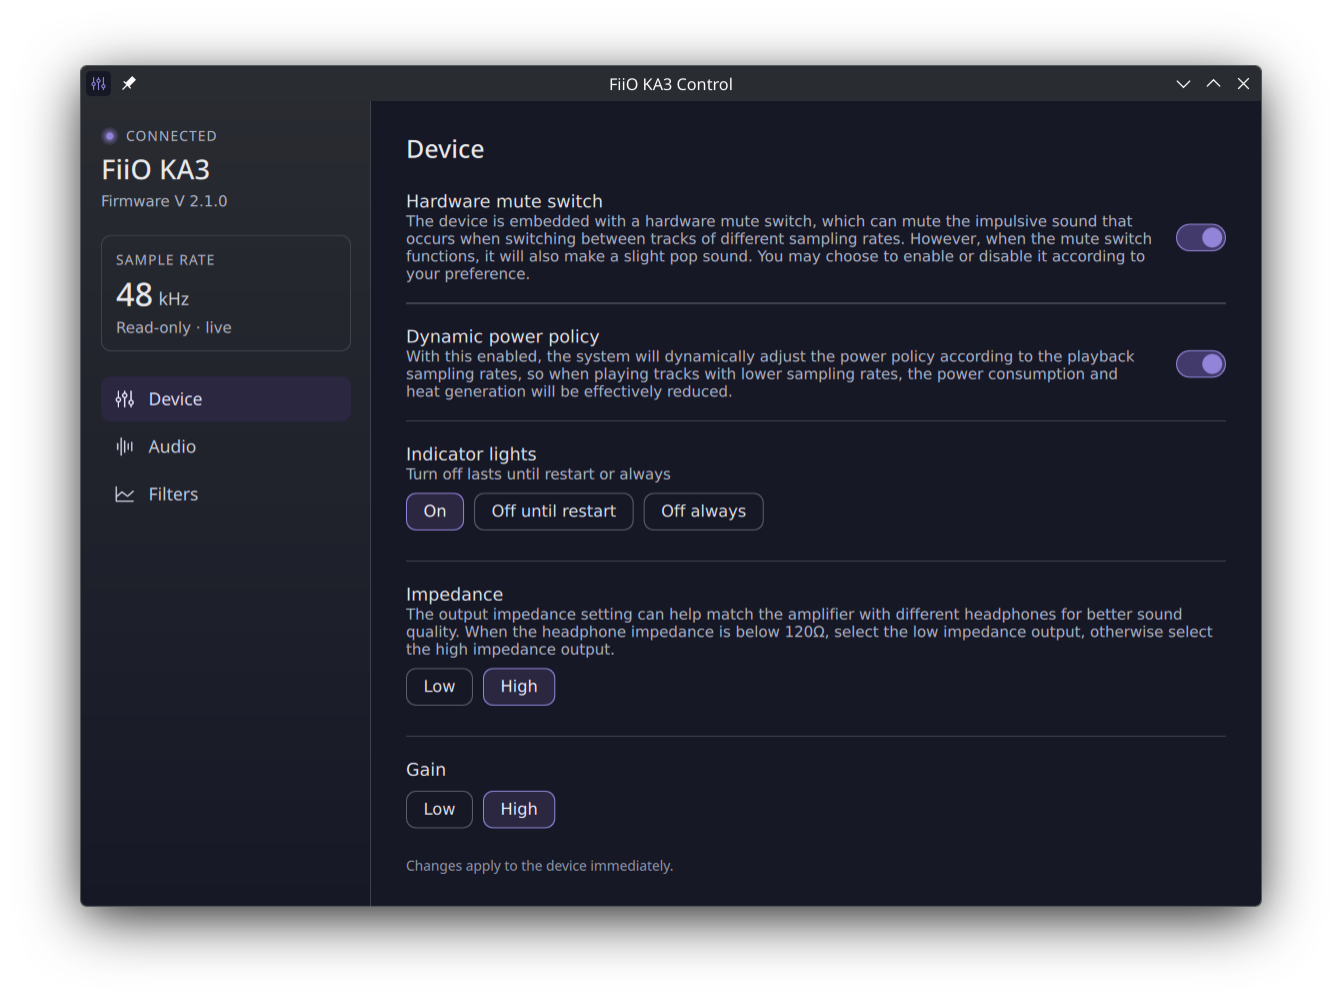 FiiO KA3 Control
CONNECTED
FiiO KA3
Firmware V 2.1.0
SAMPLE RATE
48 kHz
Read-only · live
Device
Audio
Filters
Device
Hardware mute switch
The device is embedded with a hardware mute switch, which can mute the impulsive sound that
occurs when switching between tracks of different sampling rates. However, when the mute switch
functions, it will also make a slight pop sound. You may choose to enable or disable it according to
your preference.
Dynamic power policy
With this enabled, the system will dynamically adjust the power policy according to the playback
sampling rates, so when playing tracks with lower sampling rates, the power consumption and
heat generation will be effectively reduced.
Indicator lights
Turn off lasts until restart or always
On
Off until restart
Off always
Impedance
The output impedance setting can help match the amplifier with different headphones for better sound
quality. When the headphone impedance is below 120Ω, select the low impedance output, otherwise select
the high impedance output.
Low
High
Gain
Low
High
Changes apply to the device immediately.